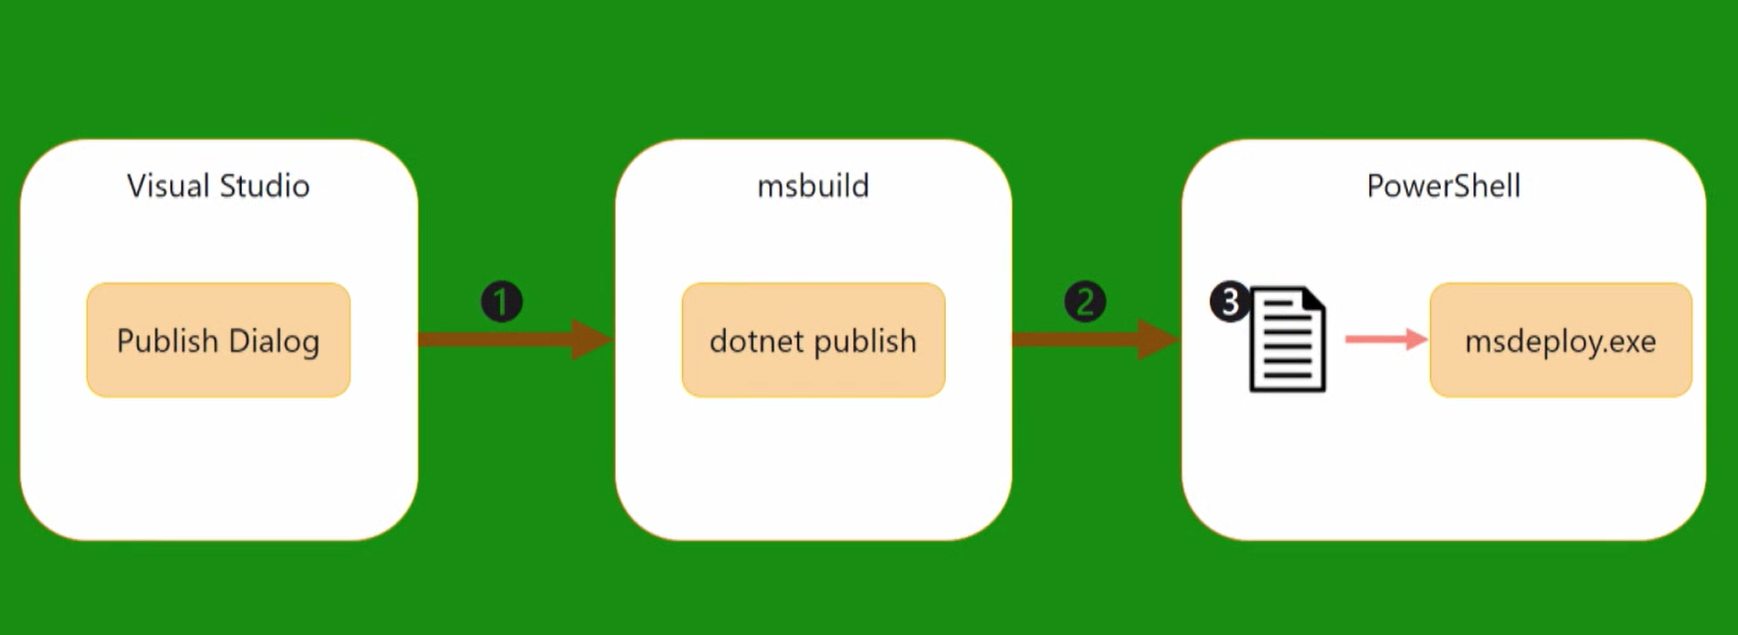 Visual Studio
Publish Dialog
1
msbuild
dotnet publish
2
PowerShell
3
msdeploy.exe